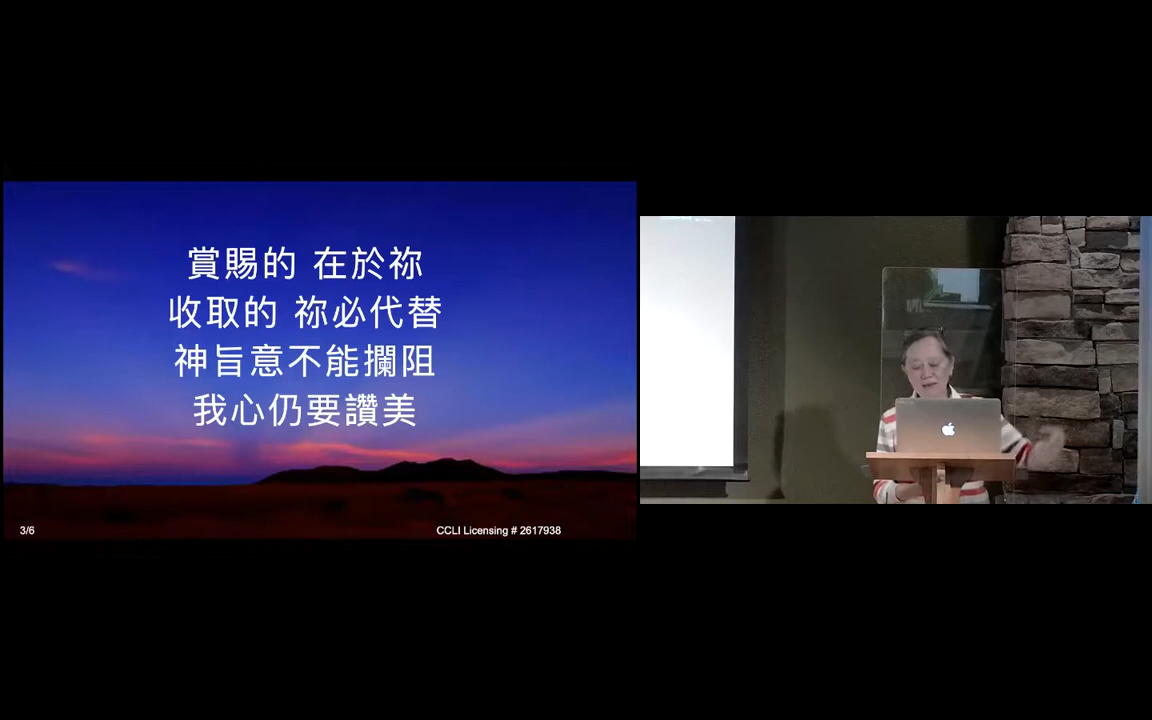 賞賜的 在於祢
收取的 祢必代替
神旨意不能攔阻
我心仍要讚美
3/6
CCLI Licensing # 2617938